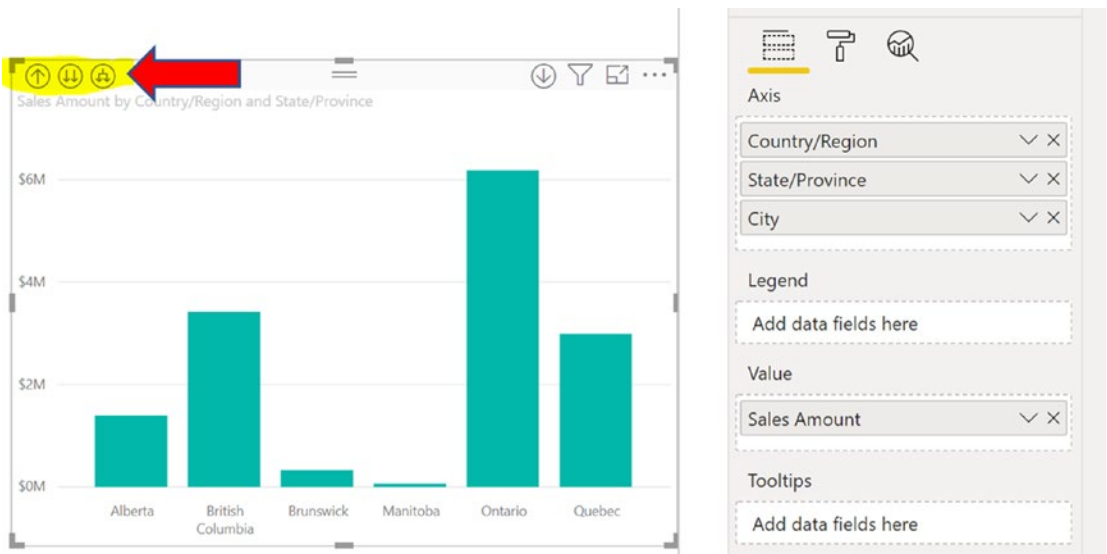 Sales Amount by Country/Region and State/Province
$6M
$4M
$2M
$0M
Alberta
British
Columbia
Brunswick
Manitoba
Ontario
Quebec
Axis
Country/Region
State/Province
City
Legend
Add data fields here
Value
Sales Amount
Tooltips
Add data fields here